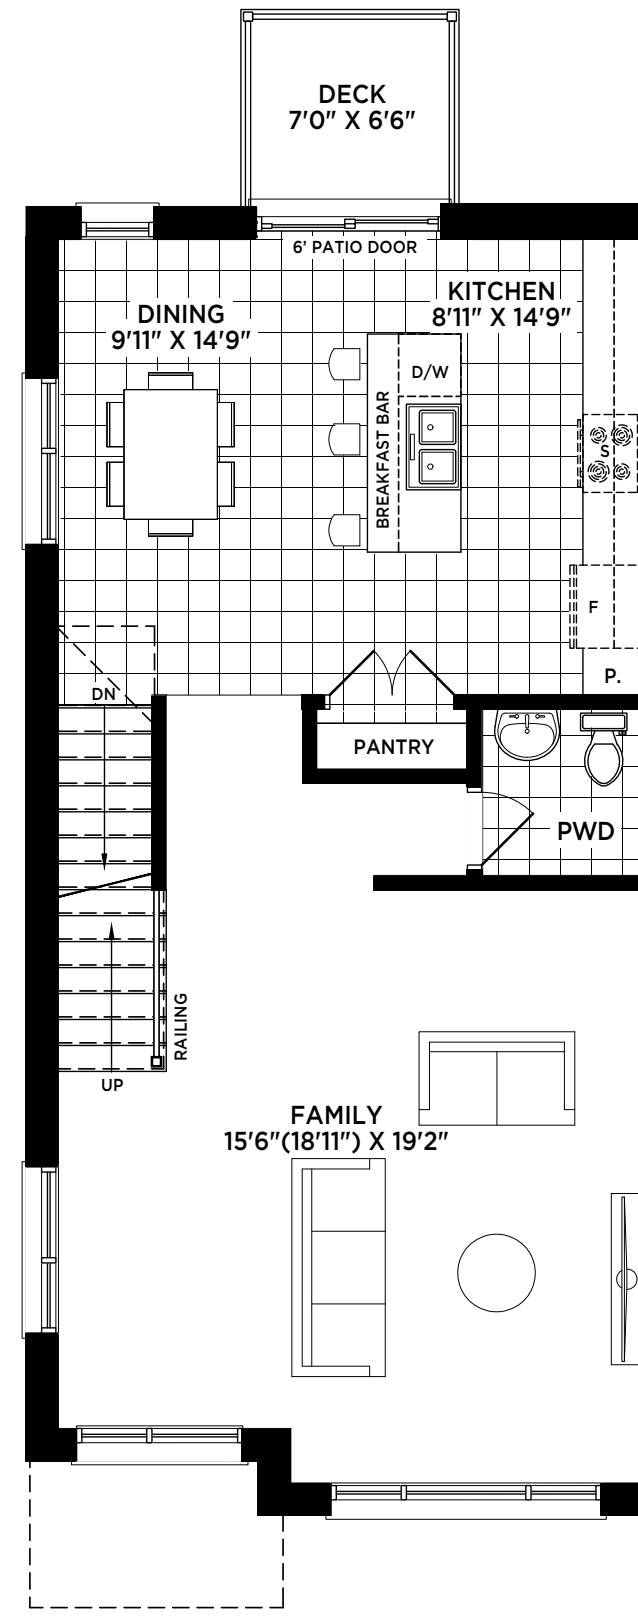 DECK
7'0" X 6'6"
6' PATIO DOOR
KITCHEN
8'11" X 14'9"
DINING
9'11" X 14'9"
D/W
BREAKFAST BAR
S
F
P.
DN
PANTRY
PWD
RAILING
UP
FAMILY
15'6"(18'11") X 19'2"